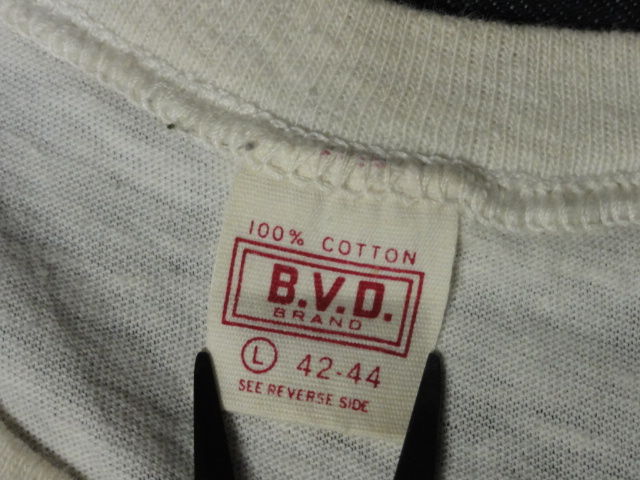 100% COTTON
B.V.D.
BRAND
L 42-44
SEE REVERSE SIDE